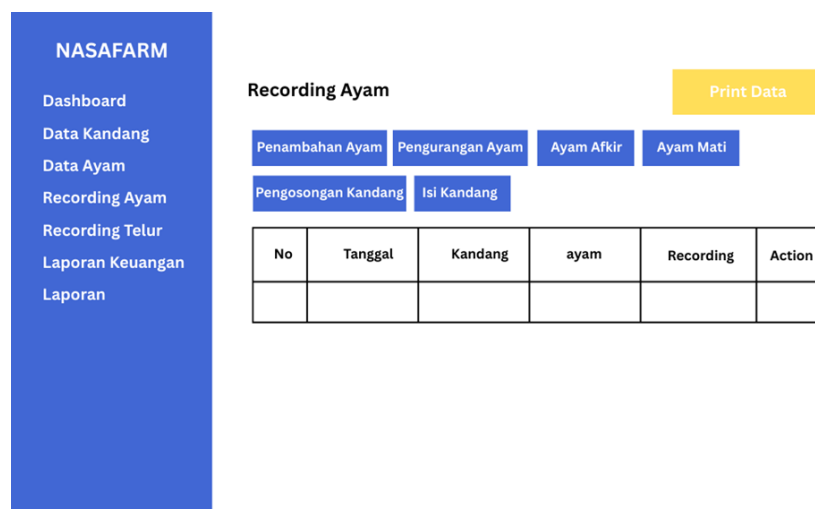 NASAFARM
Dashboard
Data Kandang
Data Ayam
Recording Ayam
Recording Telur
Laporan Keuangan
Laporan
Recording Ayam
Print Data
Penambahan Ayam
Pengurangan Ayam
Ayam Afkir
Ayam Mati
Pengosongan Kandang
Isi Kandang
No
Tanggal
Kandang
ayam
Recording
Action